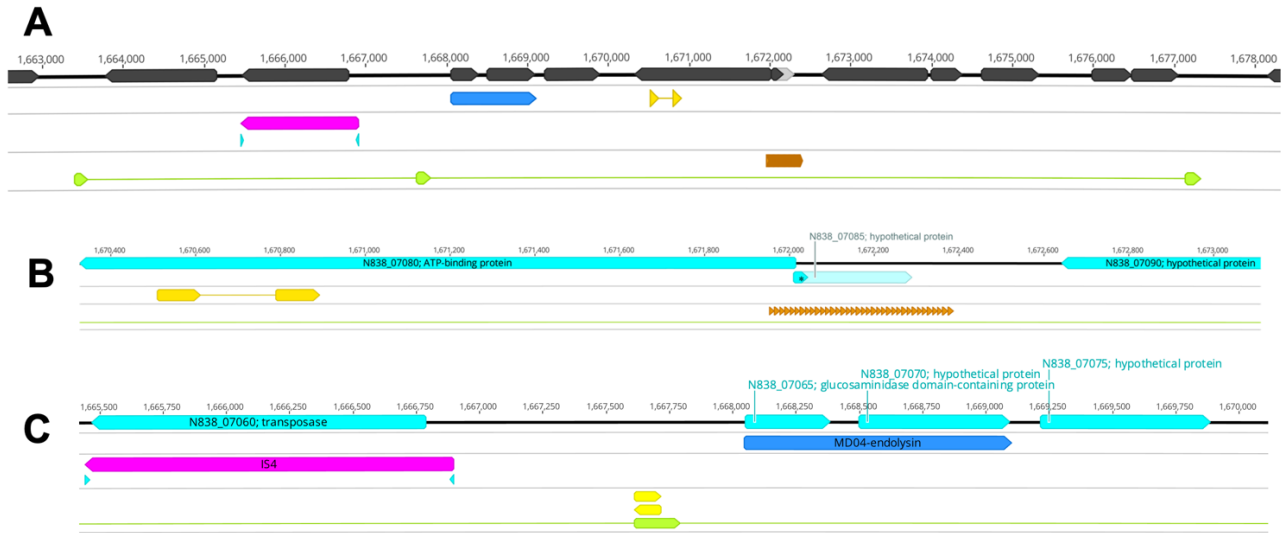 A
1,663,000 1,664,000 1,665,000 1,666,000 1,667,000 1,668,000 1,669,000 1,670,000 1,671,000 1,672,000 1,673,000 1,674,000 1,675,000 1,676,000 1,677,000 1,678,000
B
N838_07085; hypothetical protein
1,670,400 1,670,600 1,670,800 1,671,000 1,671,200 1,671,400 1,671,600 1,671,800 1,672,000 1,672,200 1,672,400 1,672,600 1,672,800 1,673,000
N838_07080; ATP-binding protein N838_07090; hypothetical protein
C
N838_07075; hypothetical protein
N838_07070; hypothetical protein
N838_07065; glucosaminidase domain-containing protein
1,665,500 1,665,750 1,666,000 1,666,250 1,666,500 1,666,750 1,667,000 1,667,250 1,667,500 1,667,750 1,668,000 1,668,250 1,668,500 1,668,750 1,669,000 1,669,250 1,669,500 1,669,750 1,670,000
N838_07060; transposase
MD04-endolysin
IS4